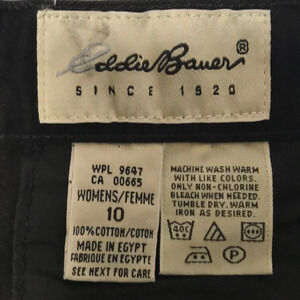 Eddie Bauer®
SINCE 1920
WPL 9647
CA 00665
WOMENS/FEMME
10
100% COTTON/COTON
MADE IN EGYPT
FABRIQUE EN EGYPTE
SEE NEXT FOR CARE
MACHINE WASH WARM
WITH LIKE COLORS.
ONLY NON-CHLORINE
BLEACH WHEN NEEDED.
TUMBLE DRY. WARM
IRON AS DESIRED.
40C
P